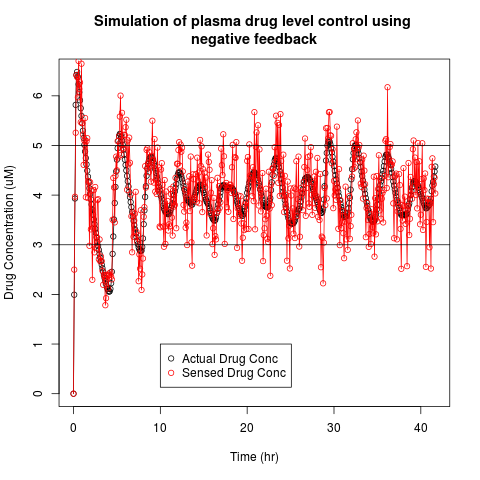 Simulation of plasma drug level control using
negative feedback
Drug Concentration (uM)
6
5
4
3
2
1
0
Actual Drug Conc
Sensed Drug Conc
0 10 20 30 40
Time (hr)